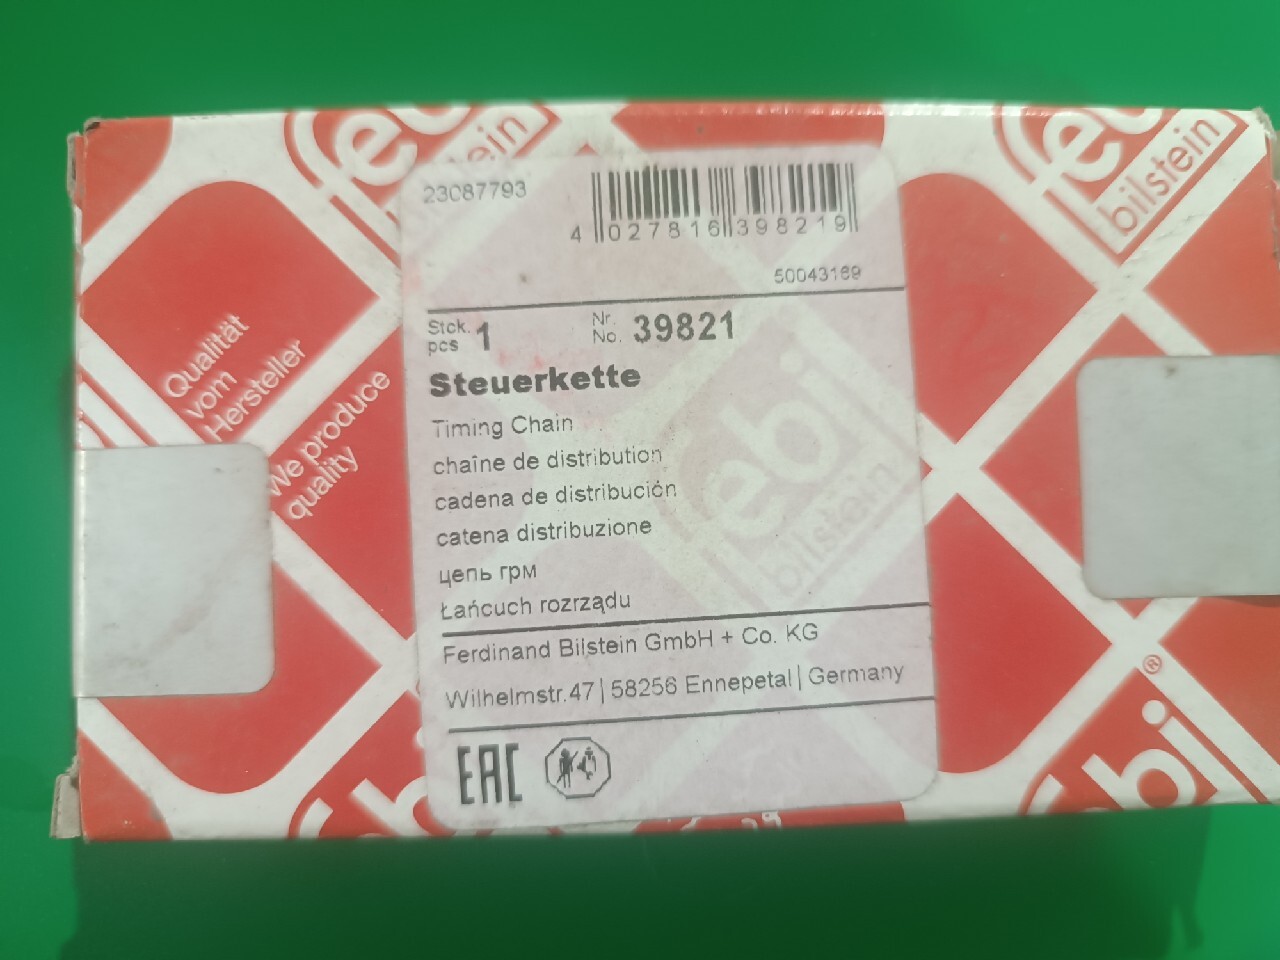 23087793
4 027816 398219
50043169
Stck. pcs 1 Nr. No. 39821
Steuerkette
Timing Chain
chaîne de distribution
cadena de distribución
catena distribuzione
цепь грм
Łańcuch rozrządu
Ferdinand Bilstein GmbH + Co. KG
Wilhelmstr.47 | 58256 Ennepetal | Germany
EAC
Qualität
vom
Hersteller
We produce
quality
febi
bilstein
bilstein
febi
bilstein
febi®